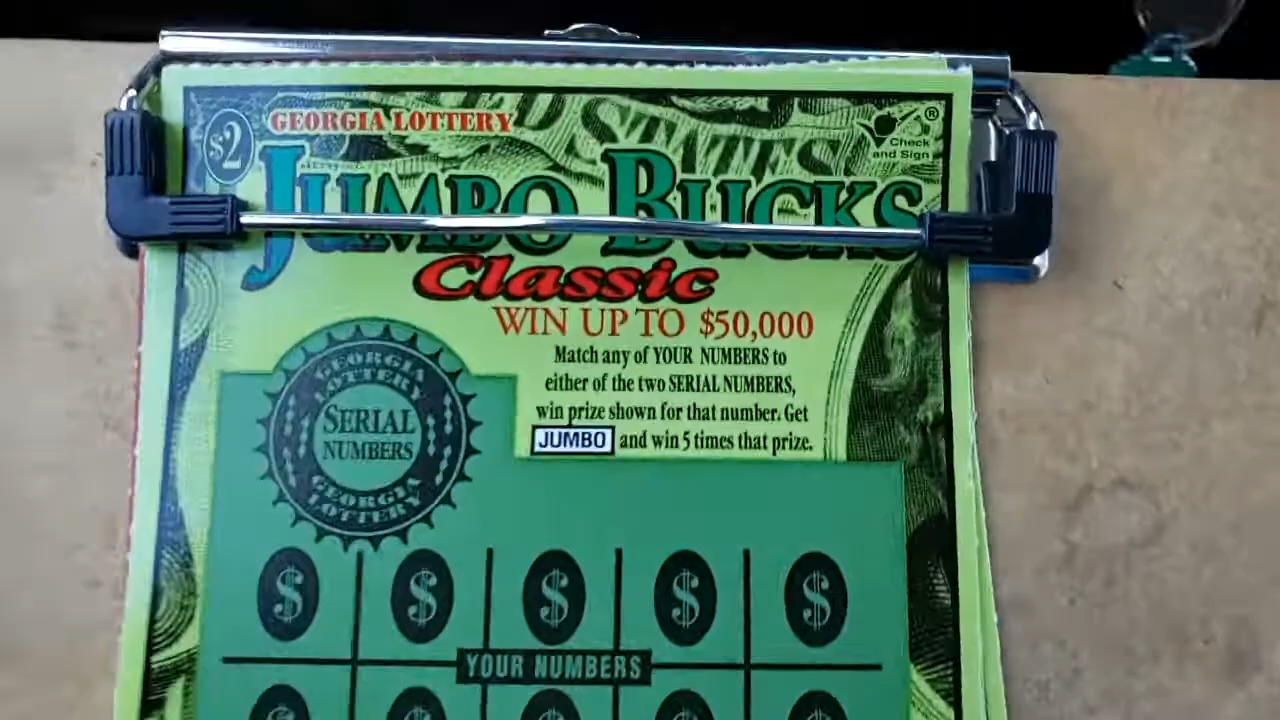 $2
GEORGIA LOTTERY
ED STATES
®
Check
and Sign
JUMBO BUCKS
Classic
WIN UP TO $50,000
Match any of YOUR NUMBERS to
either of the two SERIAL NUMBERS,
win prize shown for that number. Get
JUMBO and win 5 times that prize.
GEORGIA
LOTTERY
SERIAL
NUMBERS
GEORGIA
LOTTERY
$ $ $ $ $
YOUR NUMBERS